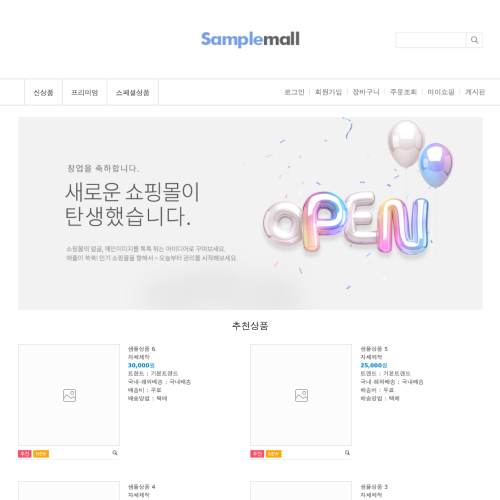 Samplemall
신상품 프리미엄 스페셜상품 로그인 회원가입 장바구니 주문조회 마이쇼핑 게시판
창업을 축하합니다.
새로운 쇼핑몰이
탄생했습니다.
쇼핑몰의 얼굴, 메인이미지를 톡톡 튀는 아이디어로 꾸며보세요.
매출이 쑥쑥! 인기 쇼핑몰을 향해서~ 오늘부터 관리를 시작해보세요.
OPEN
추천상품
샘플상품 6
자체제작
30,000원
트렌드 : 기본트렌드
국내·해외배송 : 국내배송
배송비 : 무료
배송방법 : 택배
추천 NEW
샘플상품 5
자체제작
25,000원
트렌드 : 기본트렌드
국내·해외배송 : 국내배송
배송비 : 무료
배송방법 : 택배
추천 NEW
샘플상품 4
자체제작
샘플상품 3
자체제작